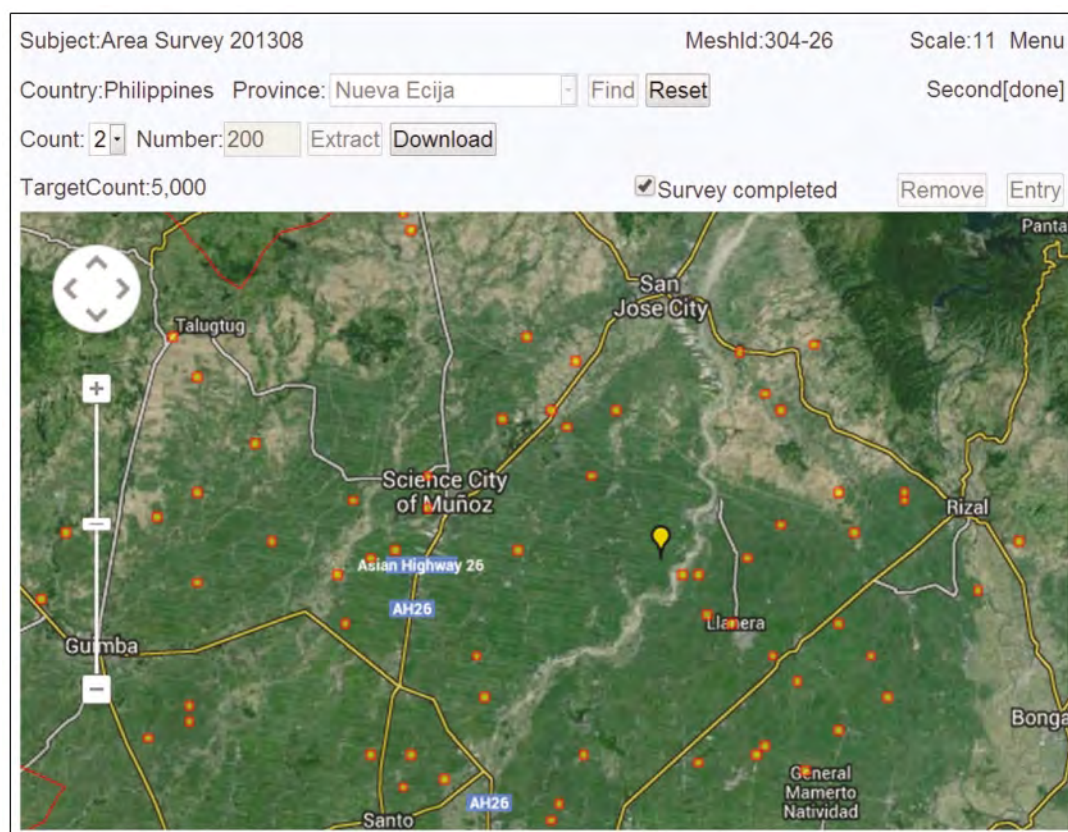 Subject:Area Survey 201308 MeshId:304-26 Scale:11 Menu
Country:Philippines Province: Nueva Ecija Find Reset Second[done]
Count: 2 Number: 200 Extract Download
TargetCount:5,000 Survey completed Remove Entry
Panta
San
Jose City
Talugtug
Science City
of Muñoz
Rizal
Asian Highway 26
AH26
Llanera
Guimba
Bonga
General
Mamerto
Natividad
AH26
Santo